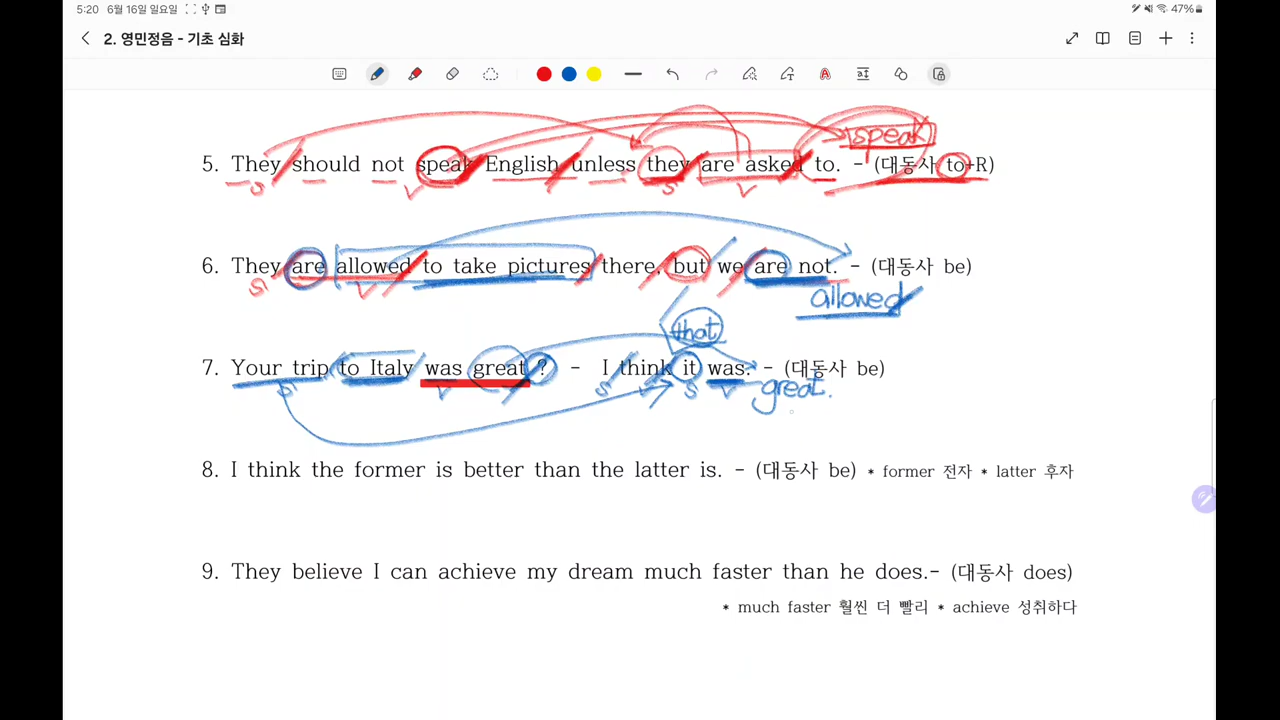 5:20 6월 16일 일요일 47%
2. 영민정음 - 기초 심화
speak
5. They should not speak English unless they are asked to. - (대동사 to+R)
S V S V
6. They are allowed to take pictures there, but we are not. - (대동사 be)
S V allowed
that
7. Your trip to Italy was great ? - I think it was. - (대동사 be)
S V S V S V great.
8. I think the former is better than the latter is. - (대동사 be) * former 전자 * latter 후자
9. They believe I can achieve my dream much faster than he does.- (대동사 does)
* much faster 훨씬 더 빨리 * achieve 성취하다